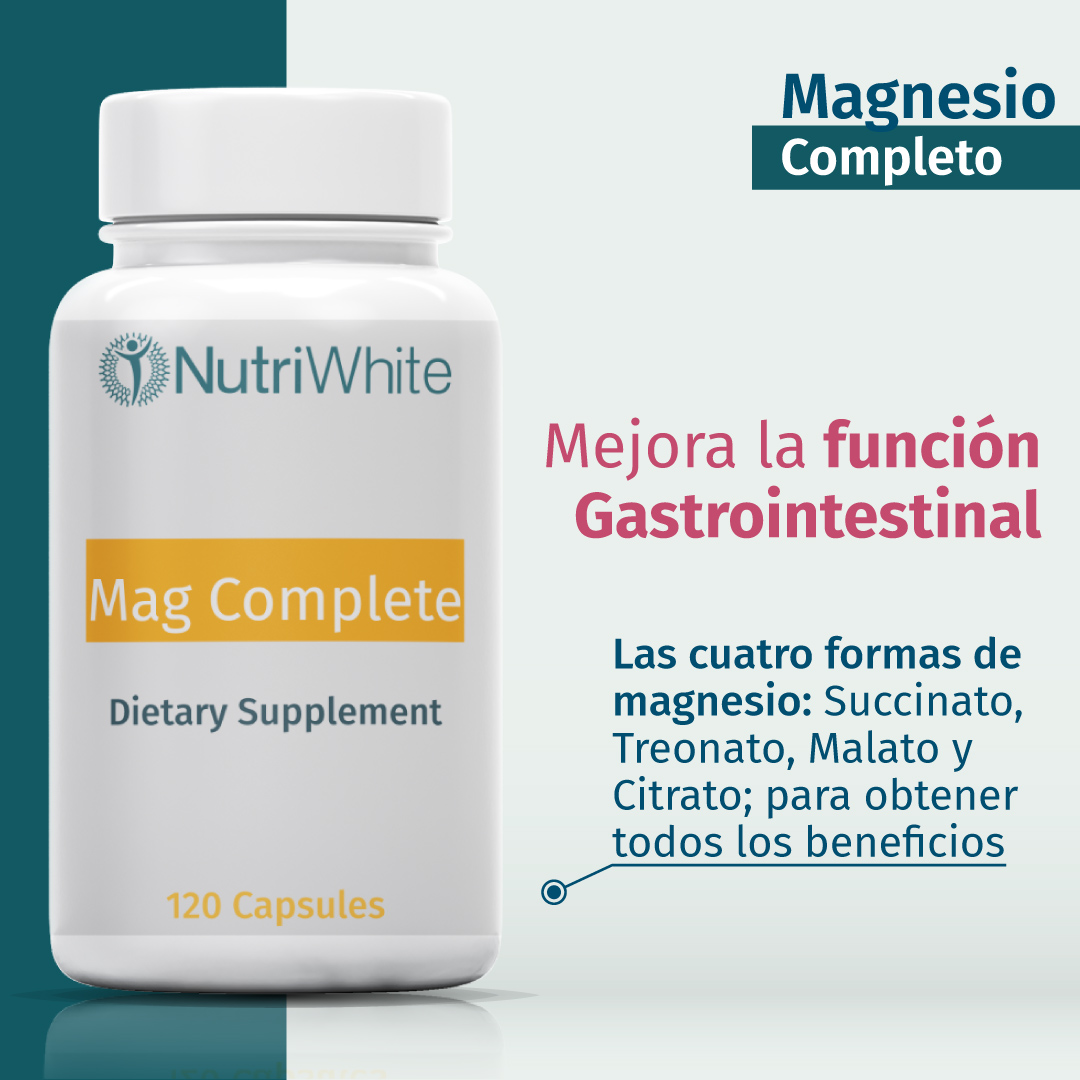 Magnesio
Completo
NutriWhite
Mag Complete
Dietary Supplement
120 Capsules
Mejora la función
Gastrointestinal
Las cuatro formas de
magnesio: Succinato,
Treonato, Malato y
Citrato; para obtener
todos los beneficios